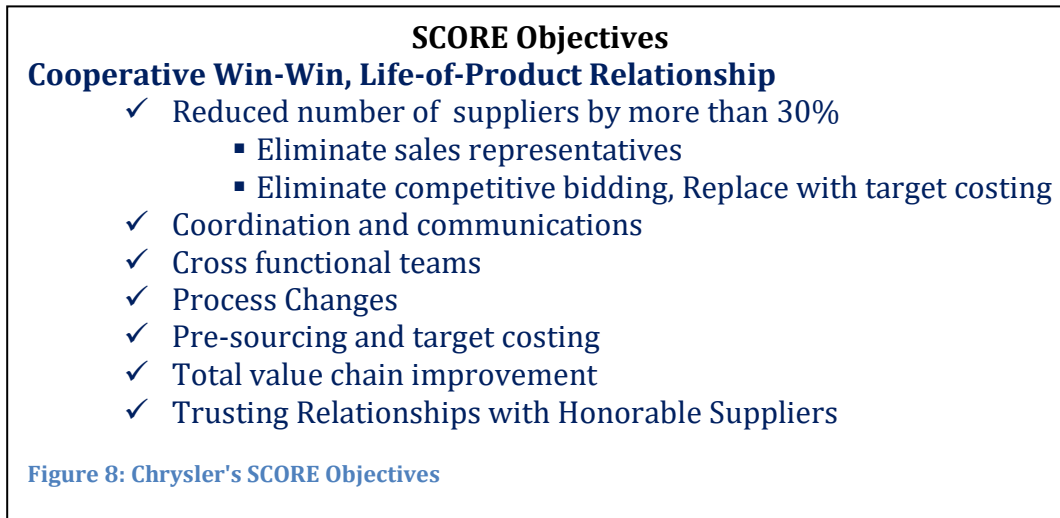 SCORE Objectives
Cooperative Win-Win, Life-of-Product Relationship
✓ Reduced number of suppliers by more than 30%
▪ Eliminate sales representatives
▪ Eliminate competitive bidding, Replace with target costing
✓ Coordination and communications
✓ Cross functional teams
✓ Process Changes
✓ Pre-sourcing and target costing
✓ Total value chain improvement
✓ Trusting Relationships with Honorable Suppliers
Figure 8: Chrysler's SCORE Objectives